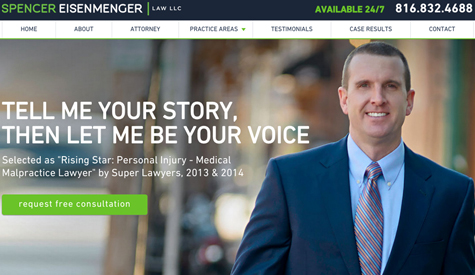 SPENCER EISENMENGER | LAW LLC AVAILABLE 24/7 816.832.4688
HOME ABOUT ATTORNEY PRACTICE AREAS TESTIMONIALS CASE RESULTS CONTACT
TELL ME YOUR STORY,
THEN LET ME BE YOUR VOICE
Selected as "Rising Star: Personal Injury - Medical
Malpractice Lawyer" by Super Lawyers, 2013 & 2014
request free consultation